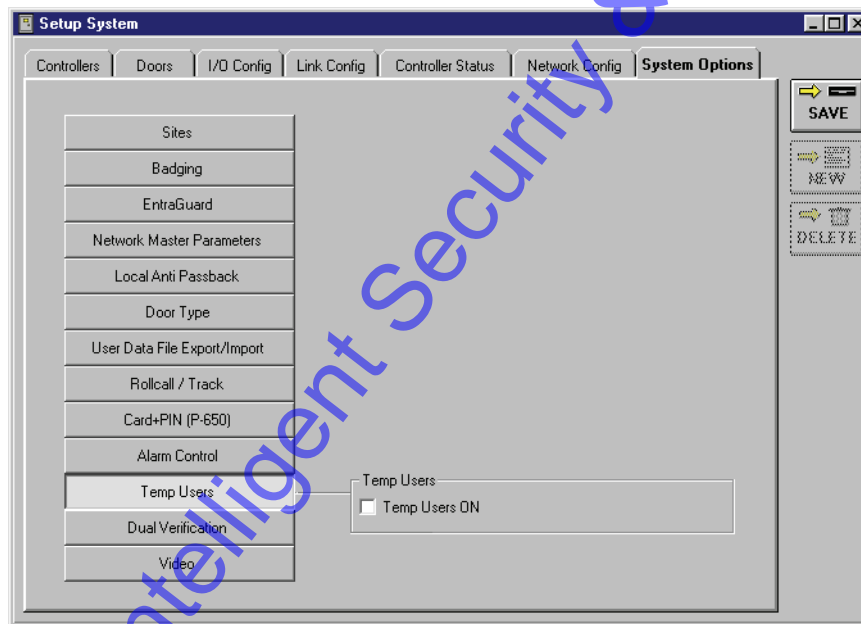 Setup System
Controllers
Doors
I/O Config
Link Config
Controller Status
Network Config
System Options
SAVE
NEW
DELETE
Sites
Badging
EntraGuard
Network Master Parameters
Local Anti Passback
Door Type
User Data File Export/Import
Rollcall / Track
Card+PIN (P-650)
Alarm Control
Temp Users
Dual Verification
Video
Temp Users
Temp Users ON
Intelligent Security &